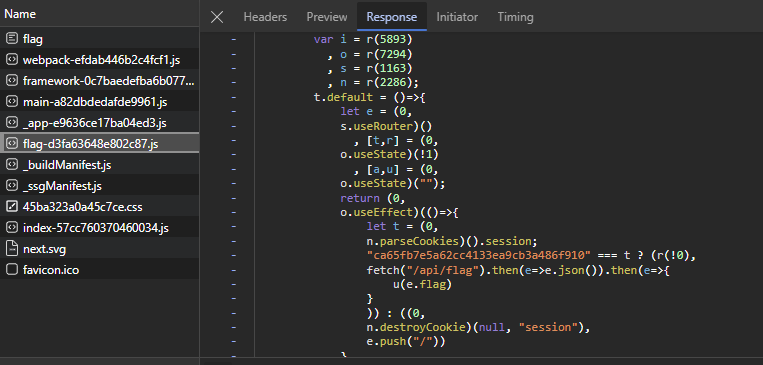 Name
Headers Preview Response Initiator Timing
flag
webpack-efdab446b2c4fcf1.js
framework-0c7baedefba6b077...
main-a82dbdedafde9961.js
_app-e9636ce17ba04ed3.js
flag-d3fa63648e802c87.js
_buildManifest.js
_ssgManifest.js
45ba323a0a45c7ce.css
index-57cc760370460034.js
next.svg
favicon.ico
- var i = r(5893)
- , o = r(7294)
- , s = r(1163)
- , n = r(2286);
- t.default = ()=>{
- let e = (0,
- s.useRouter)()
- , [t,r] = (0,
- o.useState)(!1)
- , [a,u] = (0,
- o.useState)("");
- return (0,
- o.useEffect)(()=>{
- let t = (0,
- n.parseCookies)().session;
- "ca65fb7e5a62cc4133ea9cb3a486f910" === t ? (r(!0),
- fetch("/api/flag").then(e=>e.json()).then(e=>{
- u(e.flag)
- }
- )) : ((0,
- n.destroyCookie)(null, "session"),
- e.push("/"))
- }